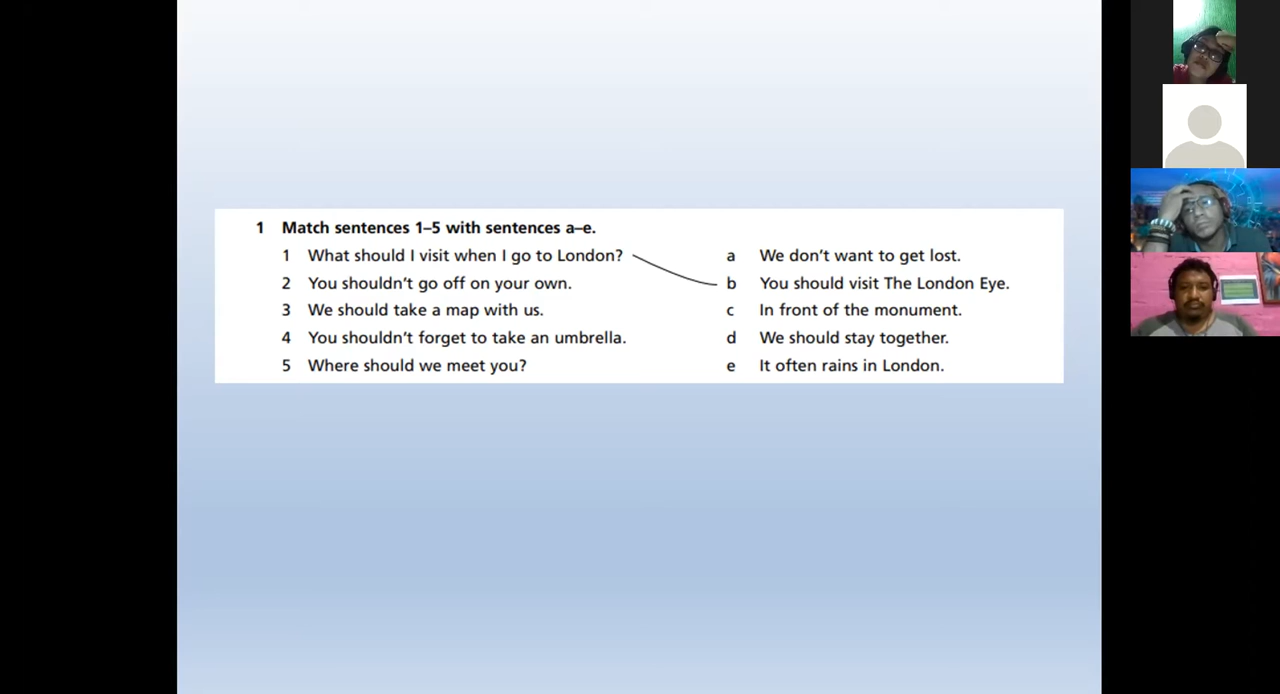 1 Match sentences 1–5 with sentences a–e.
1 What should I visit when I go to London? b You should visit The London Eye.
a We don't want to get lost.
2 You shouldn't go off on your own.
3 We should take a map with us. c In front of the monument.
4 You shouldn't forget to take an umbrella. d We should stay together.
5 Where should we meet you? e It often rains in London.